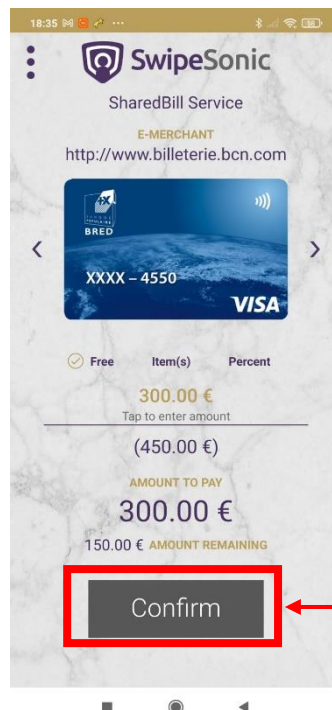 18:35
SwipeSonic
SharedBill Service
E-MERCHANT
http://www.billeterie.bcn.com
BRED
XXXX – 4550
VISA
Free Item(s) Percent
300.00 €
Tap to enter amount
(450.00 €)
AMOUNT TO PAY
300.00 €
150.00 € AMOUNT REMAINING
Confirm